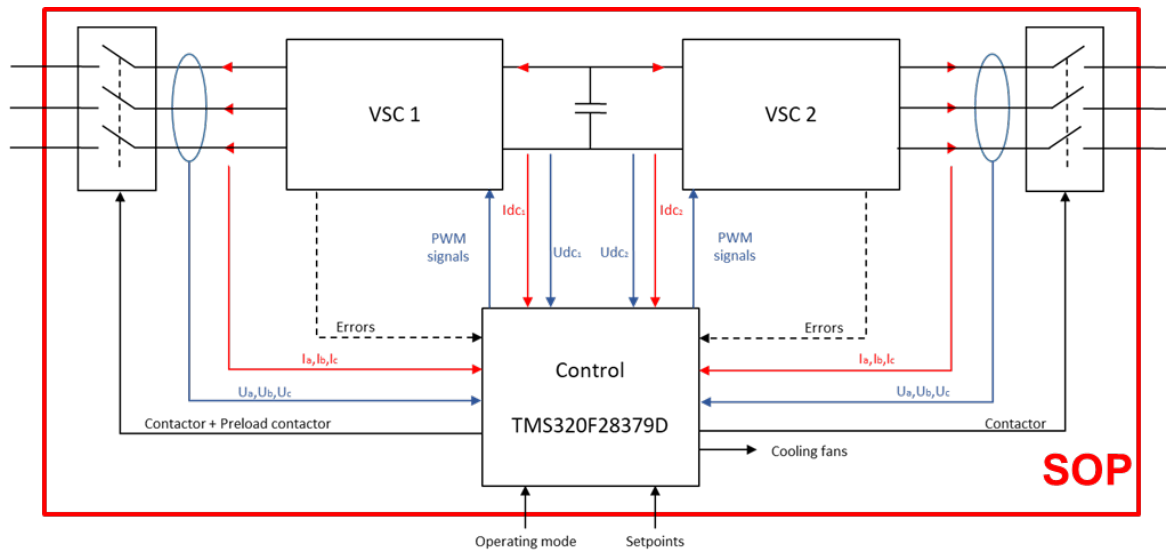 VSC 1
VSC 2
Idc₁
Idc₂
PWM
signals
Udc₁
Udc₂
PWM
signals
Errors
Errors
Ia,Ib,Ic
Ia,Ib,Ic
Control
TMS320F28379D
Ua,Ub,Uc
Ua,Ub,Uc
Contactor + Preload contactor
Contactor
Cooling fans
SOP
Operating mode
Setpoints